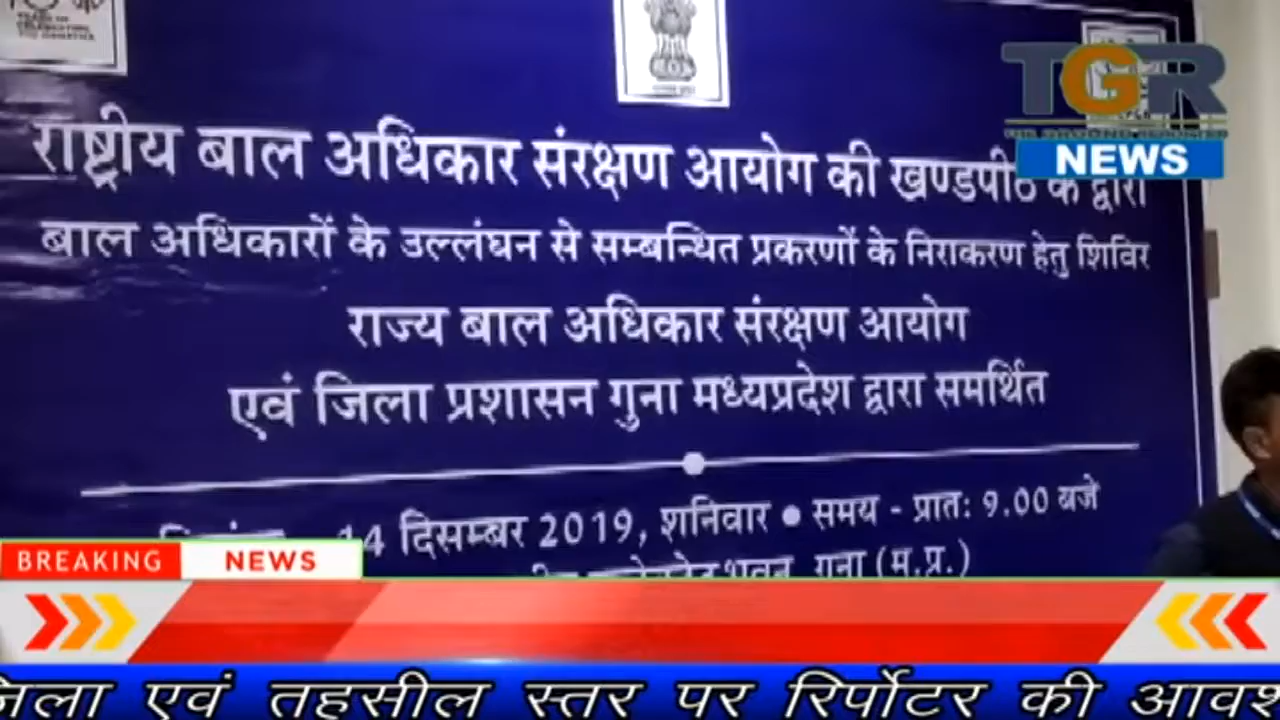 राष्ट्रीय बाल अधिकार संरक्षण आयोग की खण्डपीठ के द्वारा
बाल अधिकारों के उल्लंघन से सम्बन्धित प्रकरणों के निराकरण हेतु शिविर
राज्य बाल अधिकार संरक्षण आयोग
एवं जिला प्रशासन गुना मध्यप्रदेश द्वारा समर्थित
14 दिसम्बर 2019, शनिवार • समय - प्रात: 9.00 बजे
भवन, गुना (म.प्र.)
TGR
NEWS
BREAKING NEWS
जिला एवं तहसील स्तर पर रिर्पोटर की